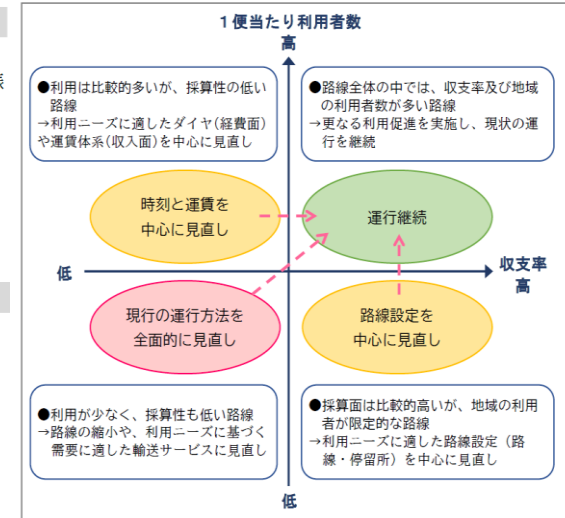 1便当たり利用者数
高
●利用は比較的多いが、採算性の低い
路線
→利用ニーズに適したダイヤ(経費面)
や運賃体系(収入面)を中心に見直し
●路線全体の中では、収支率及び地域
の利用者数が多い路線
→更なる利用促進を実施し、現状の運
行を継続
時刻と運賃を
中心に見直し
運行継続
低
収支率
高
現行の運行方法を
全面的に見直し
路線設定を
中心に見直し
●利用が少なく、採算性も低い路線
→路線の縮小や、利用ニーズに基づく
需要に適した輸送サービスに見直し
●採算面は比較的高いが、地域の利用
者が限定的な路線
→利用ニーズに適した路線設定（路
線・停留所）を中心に見直し
低